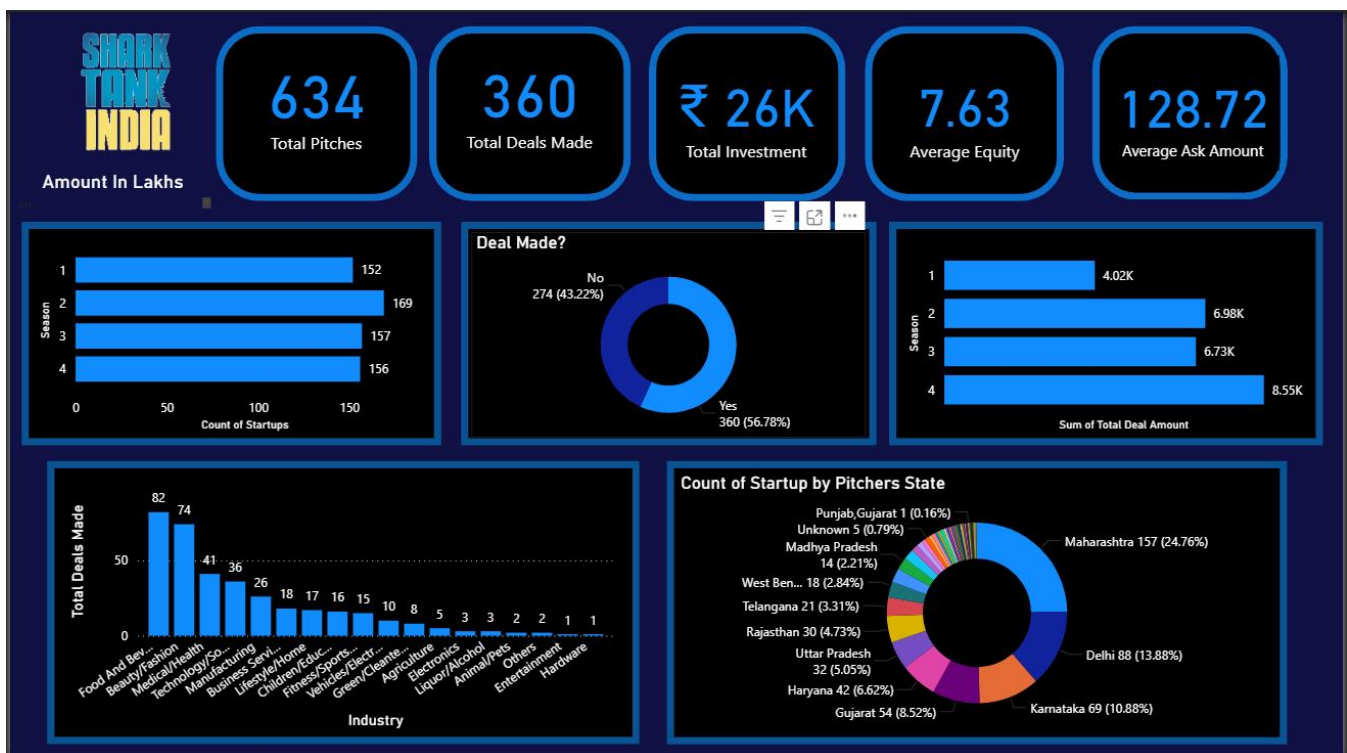 SHARK
TANK
INDIA
Amount In Lakhs
634
Total Pitches
360
Total Deals Made
₹ 26K
Total Investment
7.63
Average Equity
128.72
Average Ask Amount
Season
1
152
2
169
3
157
4
156
0
50
100
150
Count of Startups
Deal Made?
No
274 (43.22%)
Yes
360 (56.78%)
Season
1
4.02K
2
6.98K
3
6.73K
4
8.55K
Sum of Total Deal Amount
Total Deals Made
50
0
82
74
41
36
26
18
17
16
15
10
8
5
3
3
2
2
1
1
Food And Bev...
Beauty/Fashion
Medical/Health
Technology/So...
Manufacturing
Business Servi...
Lifestyle/Home
Children/Educ...
Fitness/Sports...
Vehicles/Electr...
Green/Cleante...
Agriculture
Electronics
Liquor/Alcohol
Animal/Pets
Others
Entertainment
Hardware
Industry
Count of Startup by Pitchers State
Punjab,Gujarat 1 (0.16%)
Unknown 5 (0.79%)
Madhya Pradesh
14 (2.21%)
West Ben... 18 (2.84%)
Telangana 21 (3.31%)
Rajasthan 30 (4.73%)
Uttar Pradesh
32 (5.05%)
Haryana 42 (6.62%)
Gujarat 54 (8.52%)
Maharashtra 157 (24.76%)
Delhi 88 (13.88%)
Karnataka 69 (10.88%)